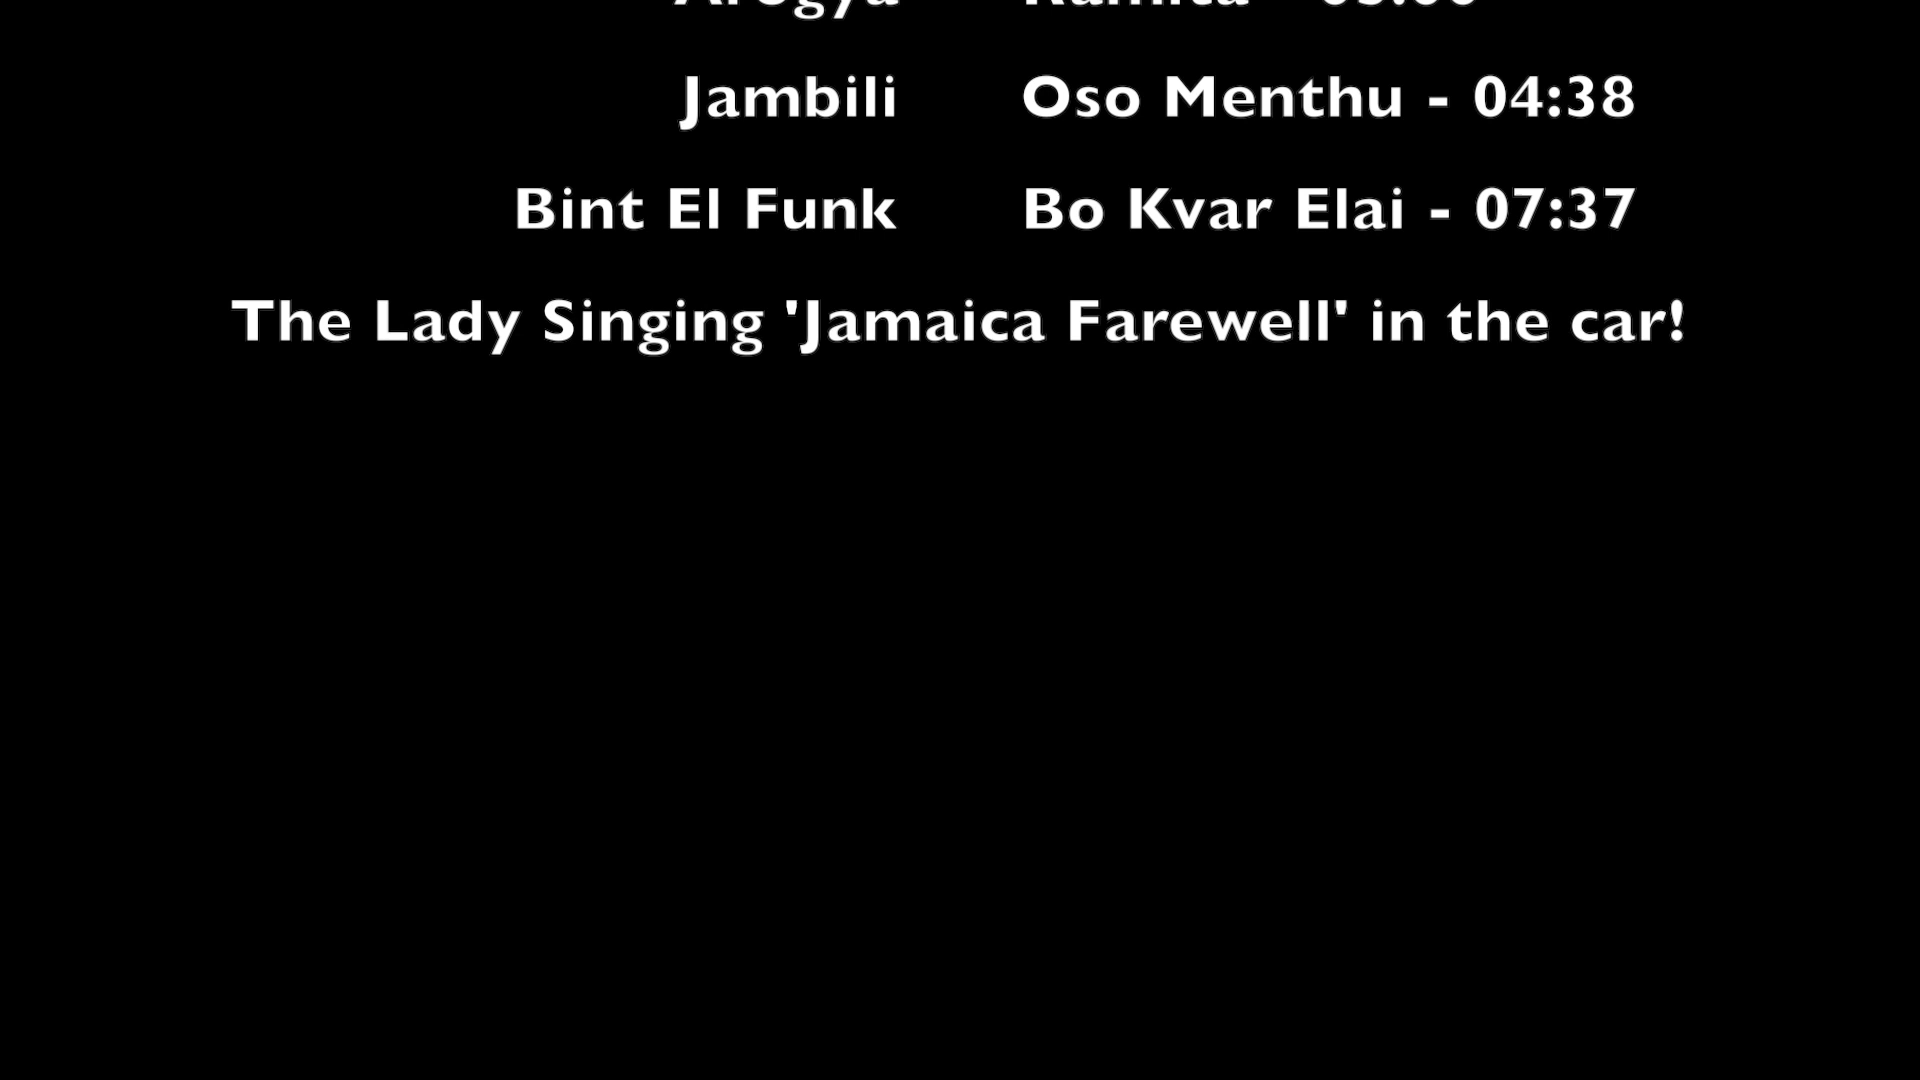 Arogya
Jambili Oso Menthu - 04:38
Bint El Funk Bo Kvar Elai - 07:37
The Lady Singing 'Jamaica Farewell' in the car!